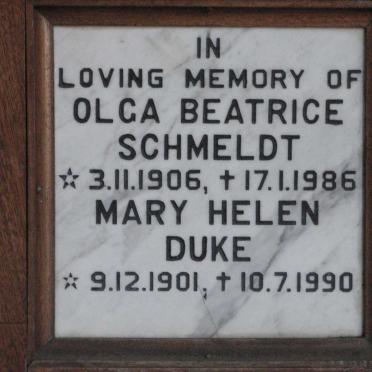 IN
LOVING MEMORY OF
OLGA BEATRICE
SCHMELDT
☆ 3.11.1906, † 17.1.1986
MARY HELEN
DUKE
☆ 9.12.1901, † 10.7.1990